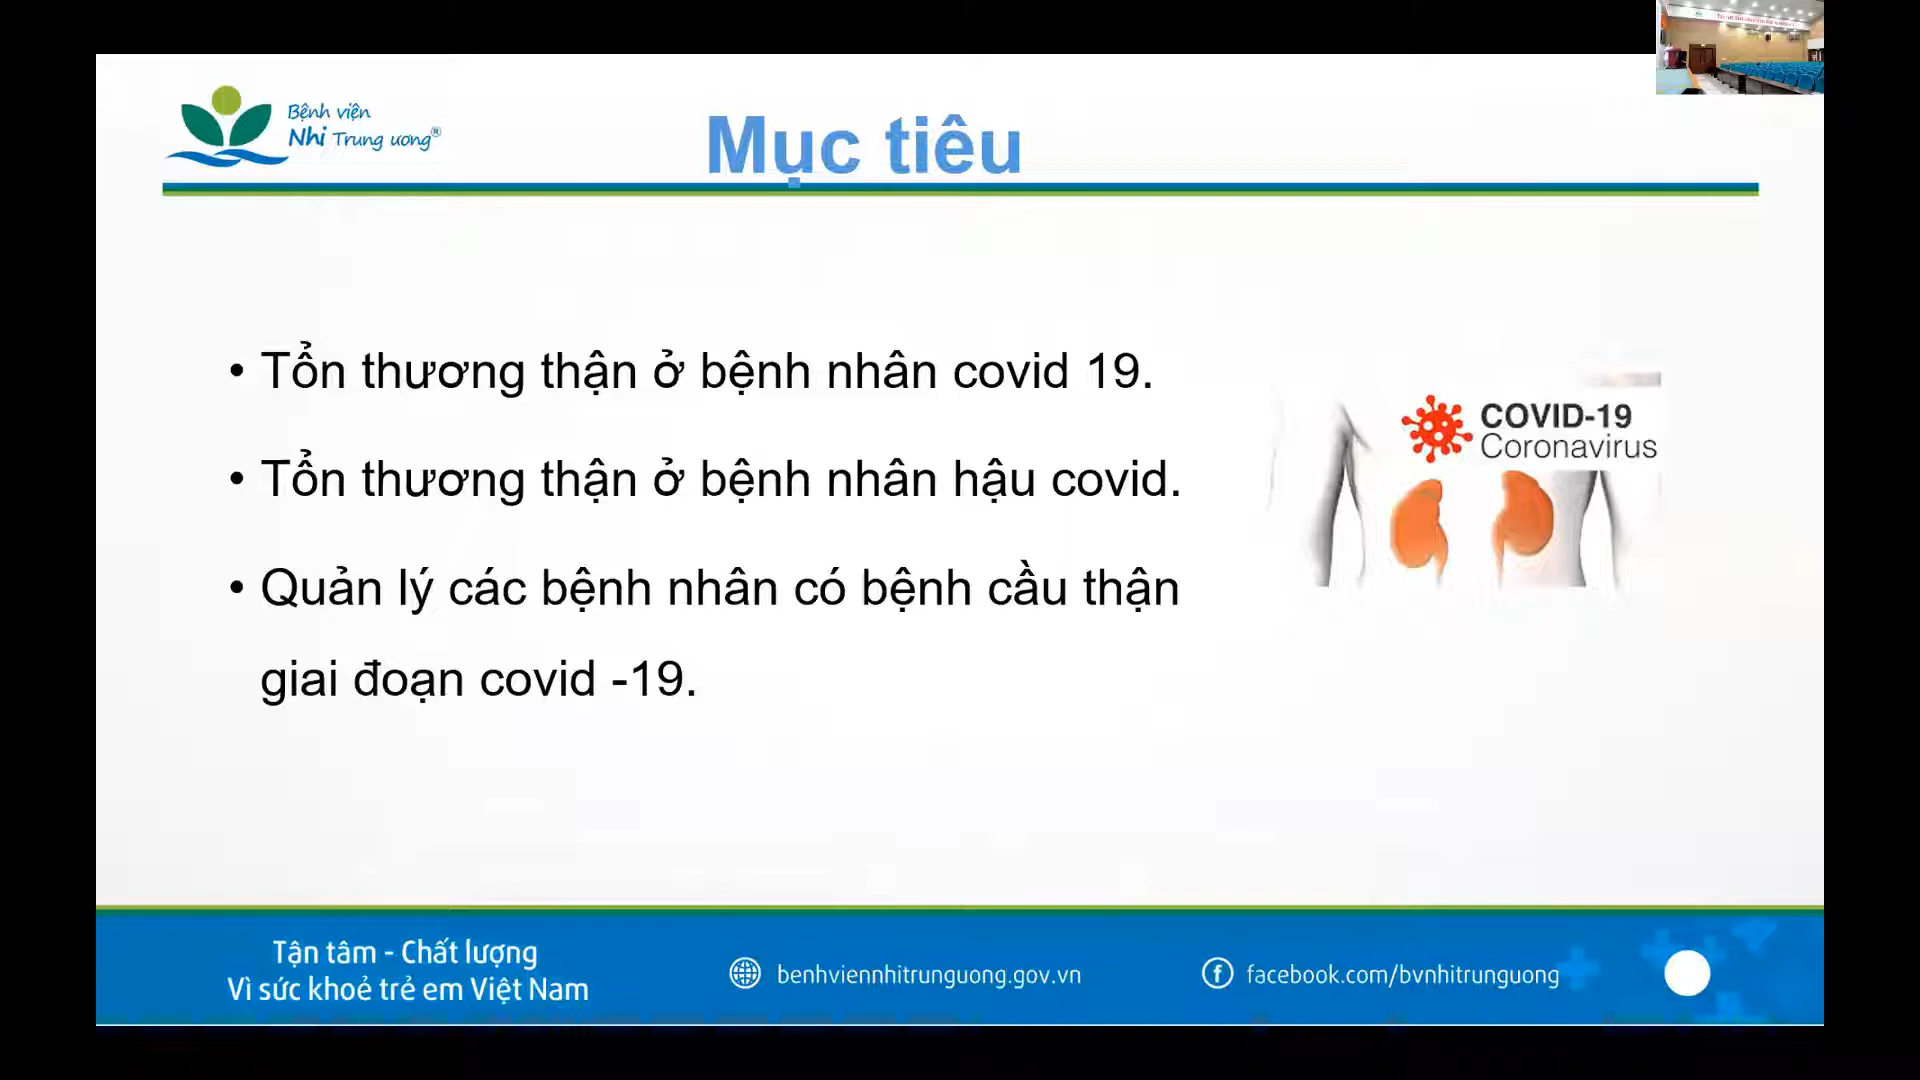 Bệnh viện
Nhi Trung ương®
Mục tiêu
• Tổn thương thận ở bệnh nhân covid 19.
• Tổn thương thận ở bệnh nhân hậu covid.
• Quản lý các bệnh nhân có bệnh cầu thận
giai đoạn covid -19.
COVID-19
Coronavirus
Tận tâm - Chất lượng
Vì sức khoẻ trẻ em Việt Nam
benhviennhitrunguong.gov.vn
facebook.com/bvnhitrunguong